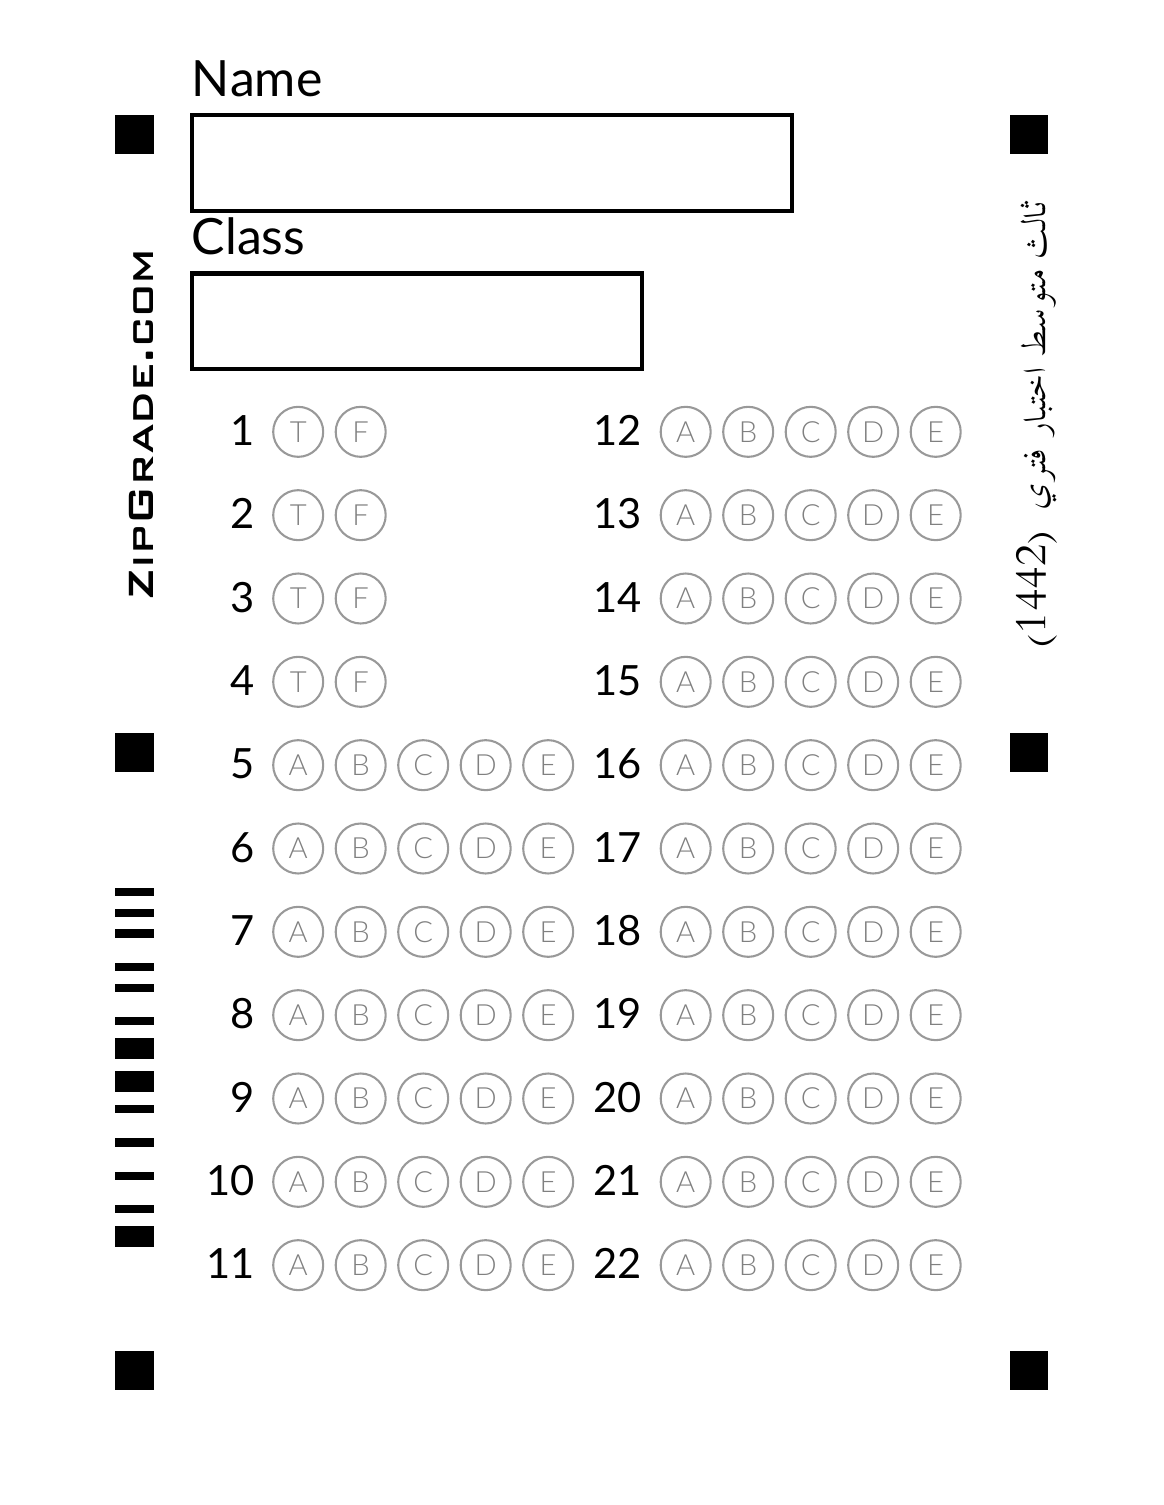 Name
Class
ZipGrade.com
ثالث متوسط اختبار فتري (1442)
1 T F
2 T F
3 T F
4 T F
5 A B C D E
6 A B C D E
7 A B C D E
8 A B C D E
9 A B C D E
10 A B C D E
11 A B C D E
12 A B C D E
13 A B C D E
14 A B C D E
15 A B C D E
16 A B C D E
17 A B C D E
18 A B C D E
19 A B C D E
20 A B C D E
21 A B C D E
22 A B C D E